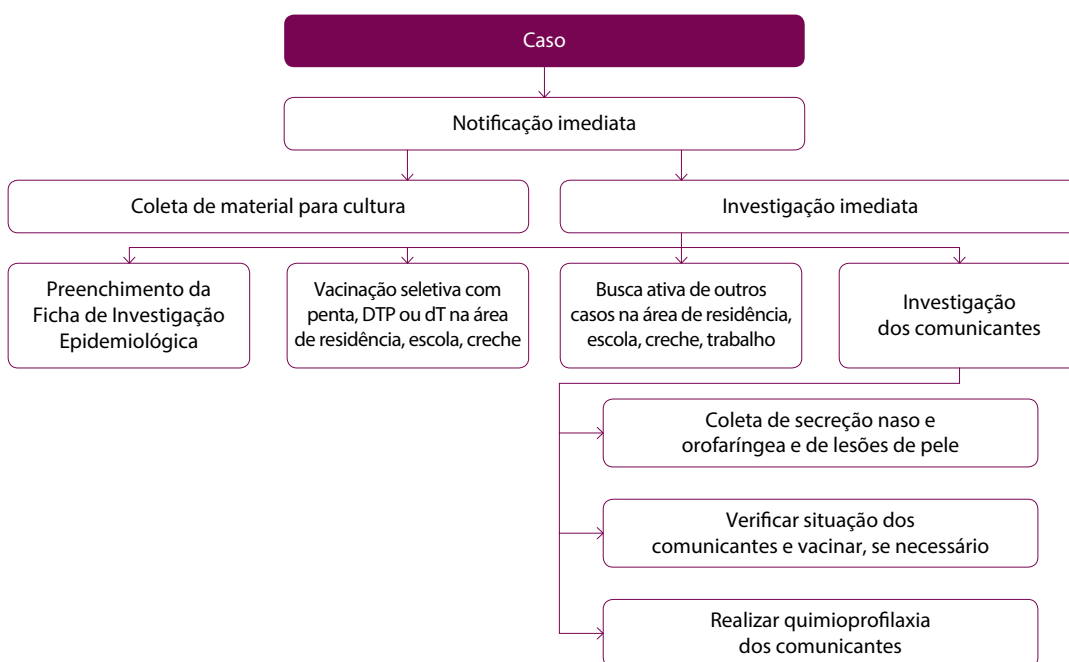 Caso
Notificação imediata
Coleta de material para cultura
Investigação imediata
Preenchimento da
Ficha de Investigação
Epidemiológica
Vacinação seletiva com
penta, DTP ou dT na área
de residência, escola, creche
Busca ativa de outros
casos na área de residência,
escola, creche, trabalho
Investigação
dos comunicantes
Coleta de secreção naso e
orofaríngea e de lesões de pele
Verificar situação dos
comunicantes e vacinar, se necessário
Realizar quimioprofilaxia
dos comunicantes